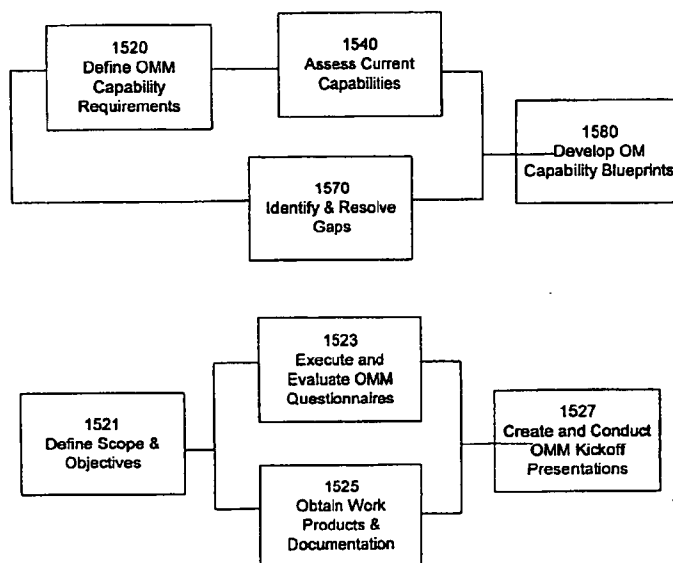 1520
Define OMM
Capability
Requirements
1540
Assess Current
Capabilities
1580
Develop OM
Capability Blueprints
1570
Identify & Resolve
Gaps
1523
Execute and
Evaluate OMM
Questionnaires
1521
Define Scope &
Objectives
1527
Create and Conduct
OMM Kickoff
Presentations
1525
Obtain Work
Products &
Documentation